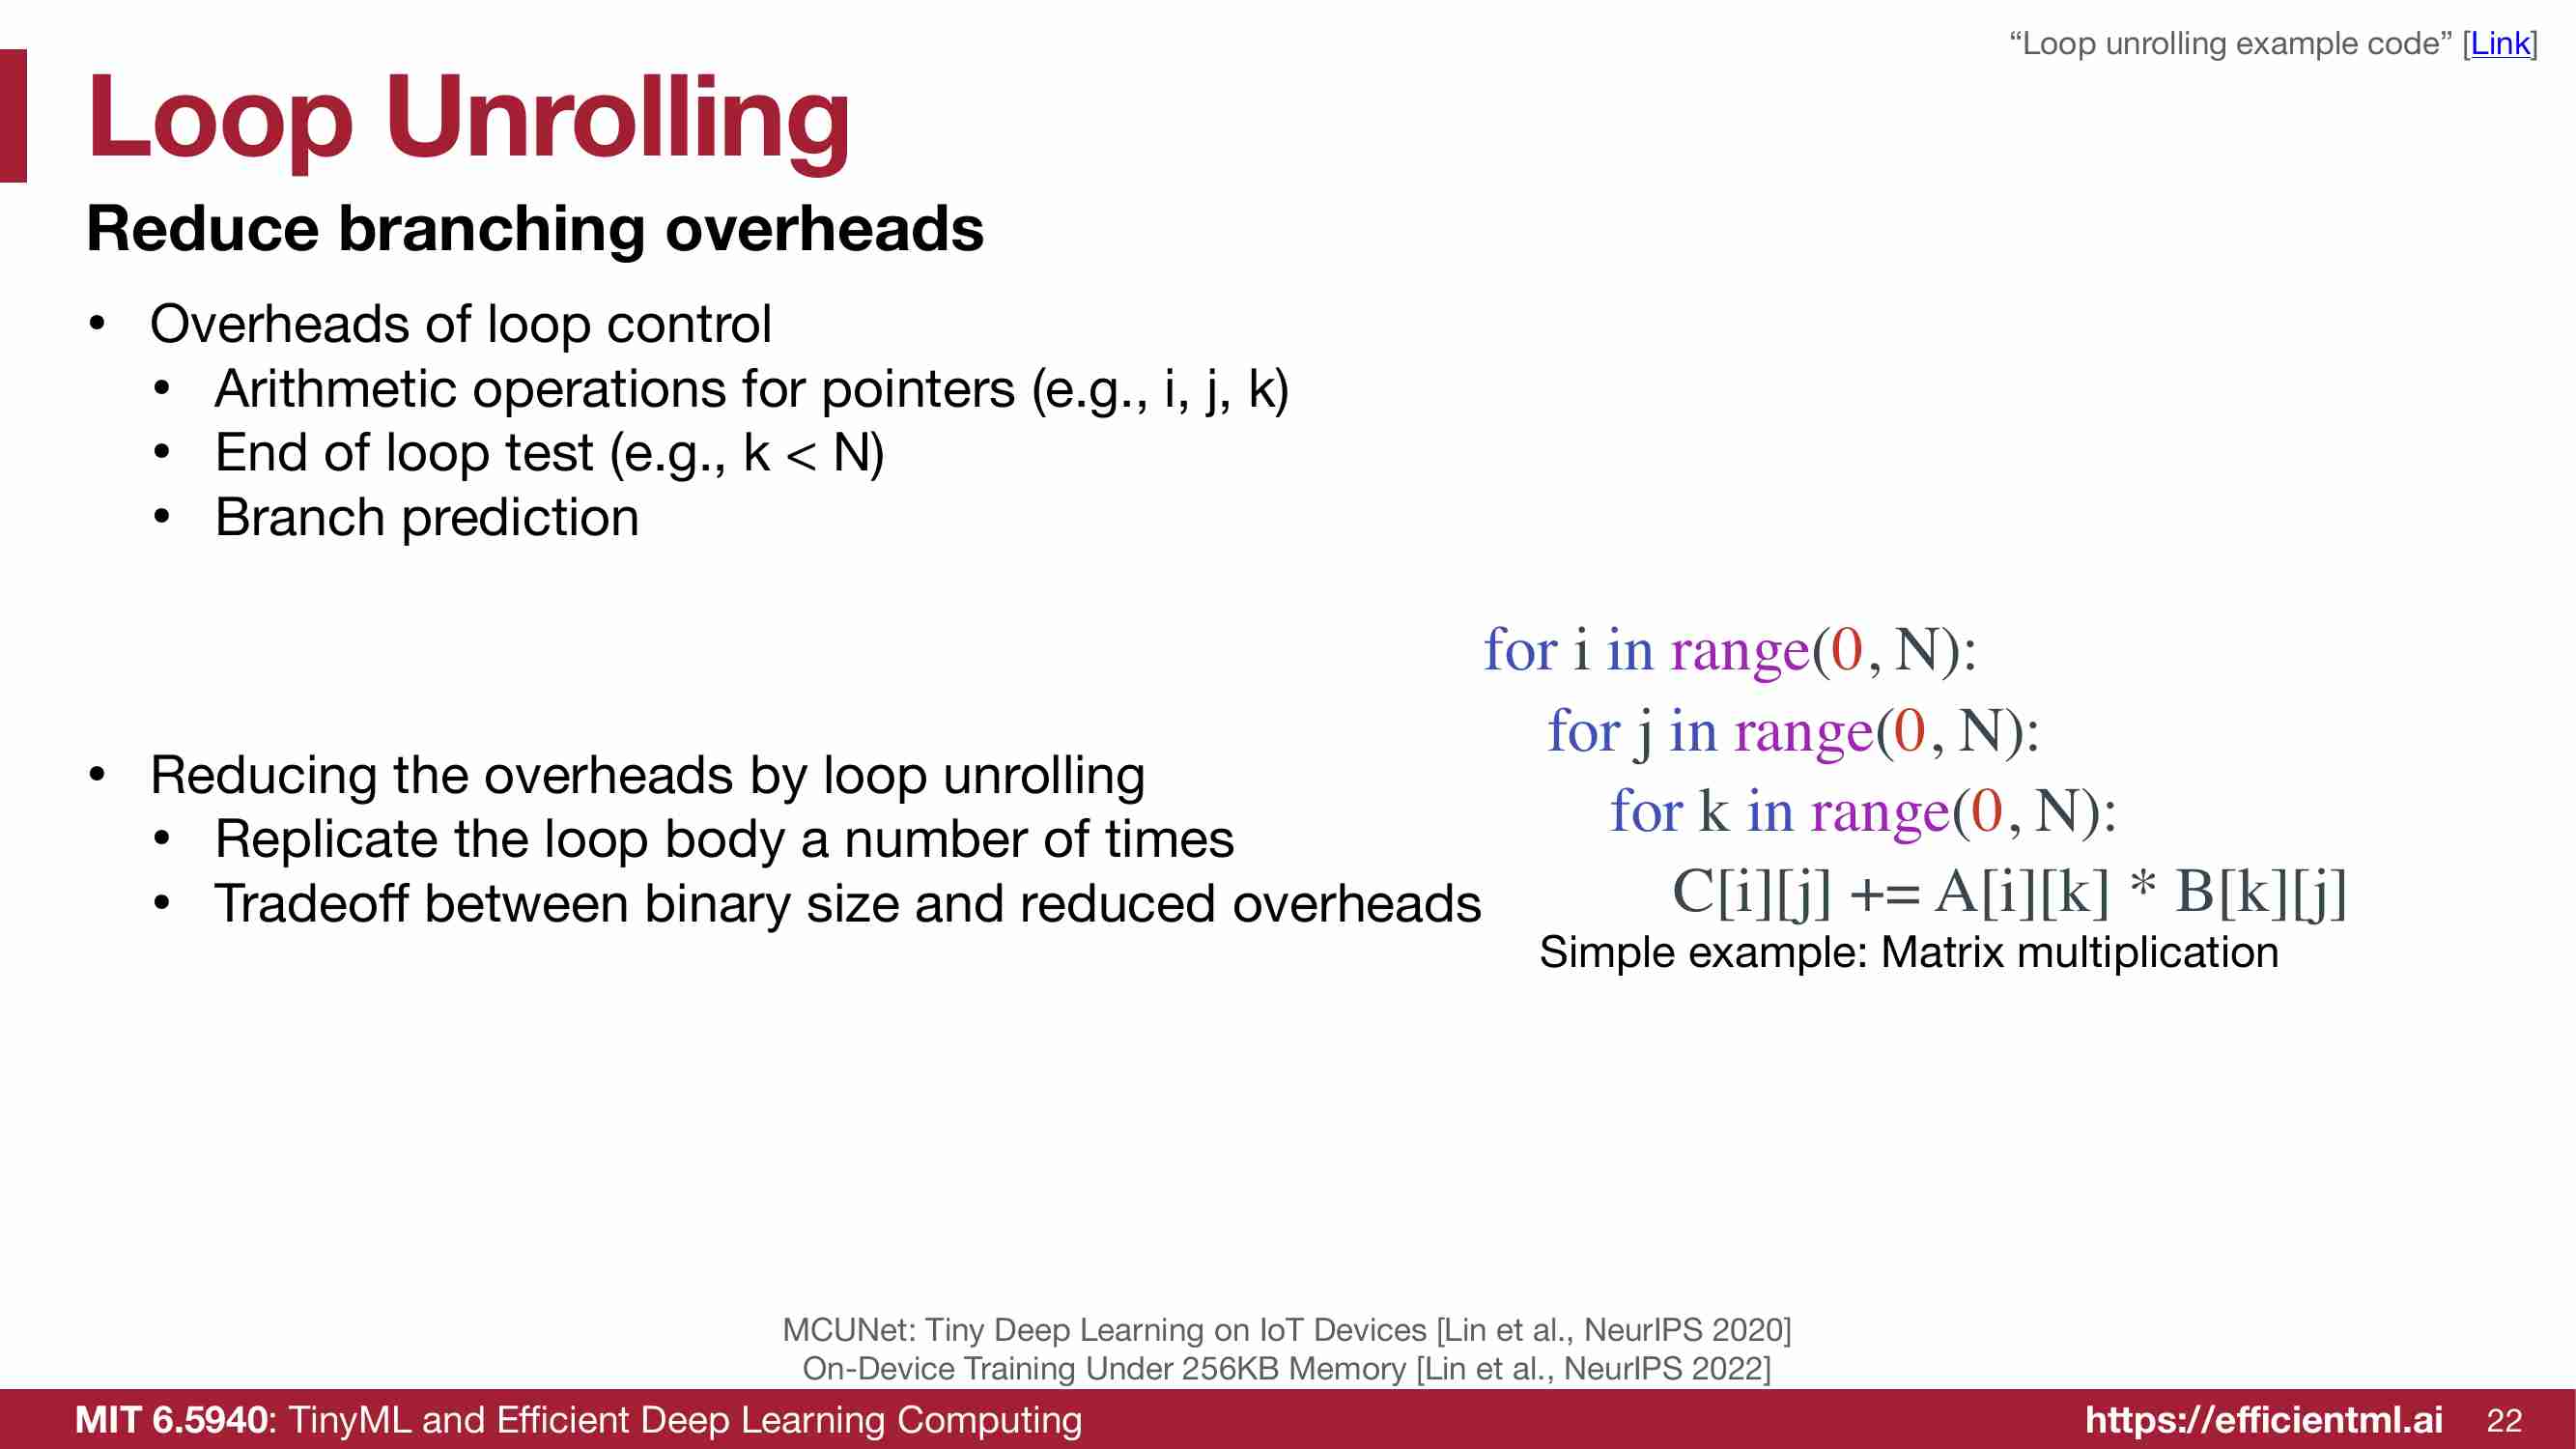 “Loop unrolling example code” [Link]
Loop Unrolling
Reduce branching overheads
• Overheads of loop control
• Arithmetic operations for pointers (e.g., i, j, k)
• End of loop test (e.g., k < N)
• Branch prediction
• Reducing the overheads by loop unrolling
• Replicate the loop body a number of times
• Tradeoff between binary size and reduced overheads
for i in range(0, N):
for j in range(0, N):
for k in range(0, N):
C[i][j] += A[i][k] * B[k][j]
Simple example: Matrix multiplication
MCUNet: Tiny Deep Learning on IoT Devices [Lin et al., NeurIPS 2020]
On-Device Training Under 256KB Memory [Lin et al., NeurIPS 2022]
MIT 6.5940: TinyML and Efficient Deep Learning Computing
https://efficientml.ai 22